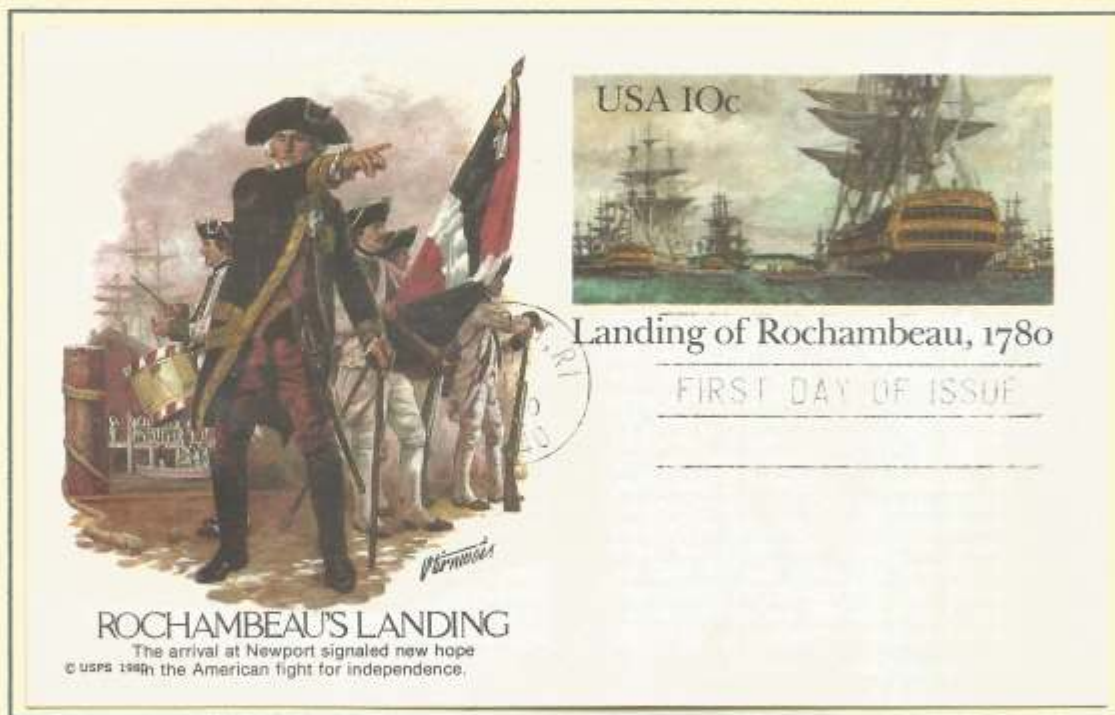 USA 10c
Landing of Rochambeau, 1780
, RI
FIRST DAY OF ISSUE
ROCHAMBEAU'S LANDING
The arrival at Newport signaled new hope
in the American fight for independence.
© USPS 1980